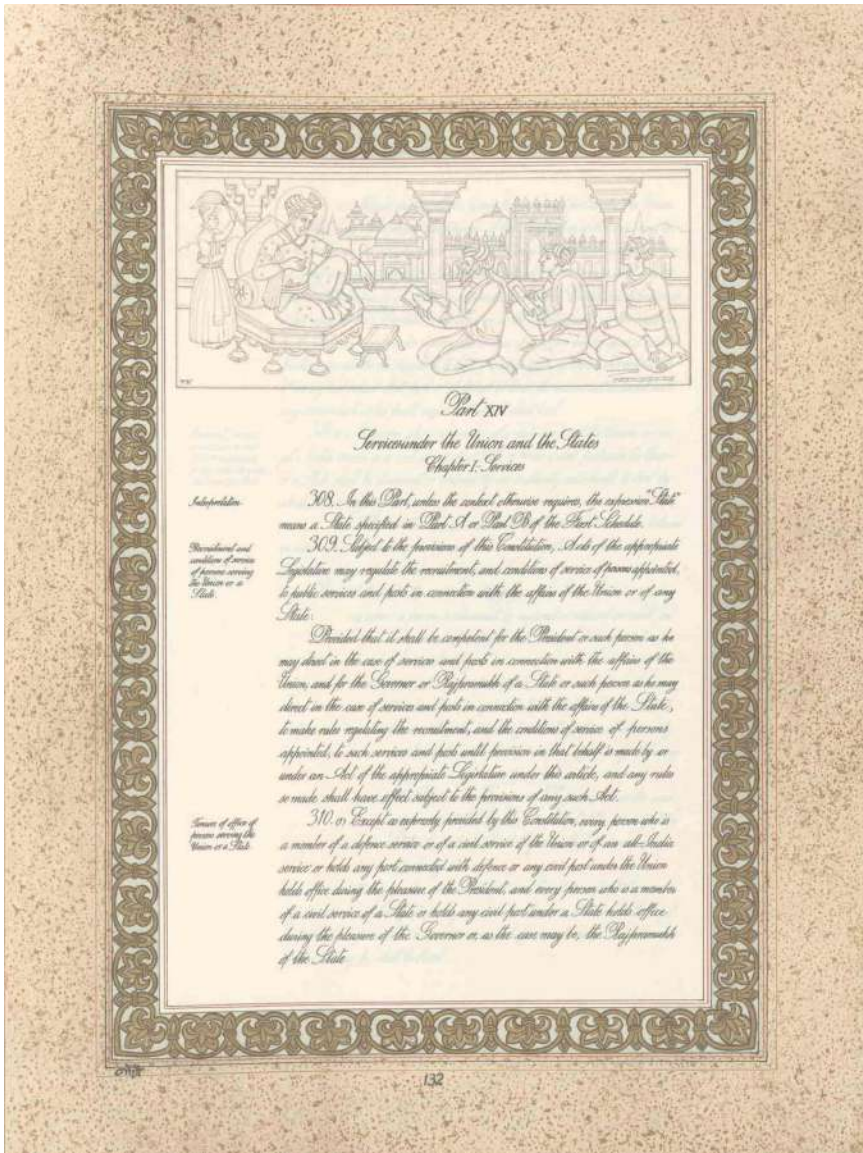 Part XIV
Services under the Union and the States
Chapter I.-Services
Interpretation
308. In this Part, unless the context otherwise requires, the expression "State"
means a State specified in Part A or Part B of the First Schedule.
Recruitment and
conditions of service
of persons serving
the Union or a
State.
309. Subject to the provisions of this Constitution, Acts of the appropriate
Legislature may regulate the recruitment, and conditions of service of persons appointed,
to public services and posts in connection with the affairs of the Union or of any
State:
Provided that it shall be competent for the President or such person as he
may direct in the case of services and posts in connection with the affairs of the
Union, and for the Governor or Rajpramukh of a State or such person as he may
direct in the case of services and posts in connection with the affairs of the State,
to make rules regulating the recruitment, and the conditions of service of persons
appointed, to such services and posts until provision in that behalf is made by or
under an Act of the appropriate Legislature under this article, and any rules
so made shall have effect subject to the provisions of any such Act.
Tenure of office of
persons serving the
Union or a State.
310. (1) Except as expressly provided by this Constitution, every person who is
a member of a defence service or of a civil service of the Union or of an all-India
service or holds any post connected with defence or any civil post under the Union
holds office during the pleasure of the President, and every person who is a member
of a civil service of a State or holds any civil post under a State holds office
during the pleasure of the Governor or, as the case may be, the Rajpramukh
of the State.
132